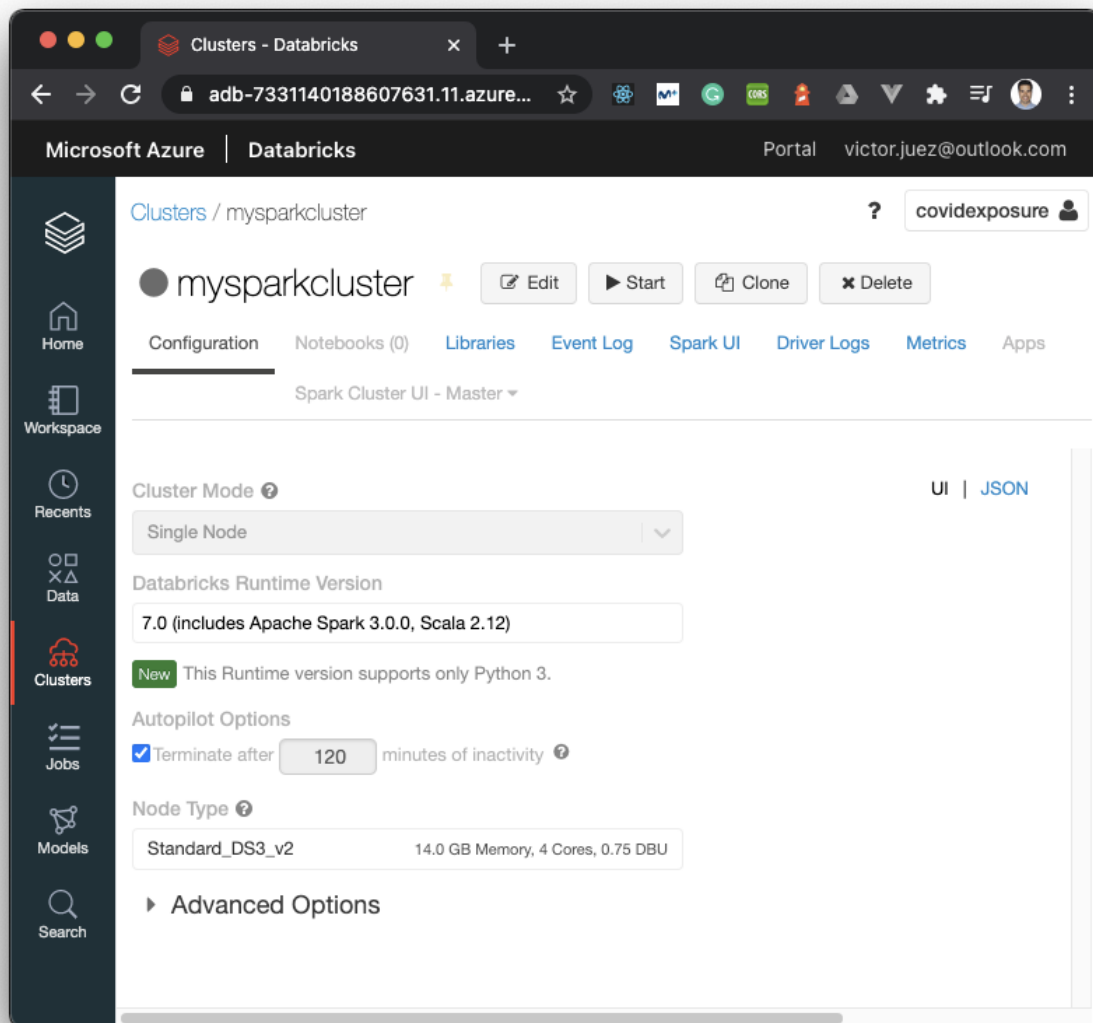 Clusters - Databricks
adb-7331140188607631.11.azure...
CORS
Microsoft Azure | Databricks Portal victor.juez@outlook.com
Clusters / mysparkcluster ? covidexposure
mysparkcluster Edit Start Clone Delete
Configuration Notebooks (0) Libraries Event Log Spark UI Driver Logs Metrics Apps
Spark Cluster UI - Master
Home
Workspace
Recents
Data
Clusters
Jobs
Models
Search
Cluster Mode ? UI | JSON
Single Node
Databricks Runtime Version
7.0 (includes Apache Spark 3.0.0, Scala 2.12)
New This Runtime version supports only Python 3.
Autopilot Options
Terminate after 120 minutes of inactivity ?
Node Type ?
Standard_DS3_v2 14.0 GB Memory, 4 Cores, 0.75 DBU
Advanced Options